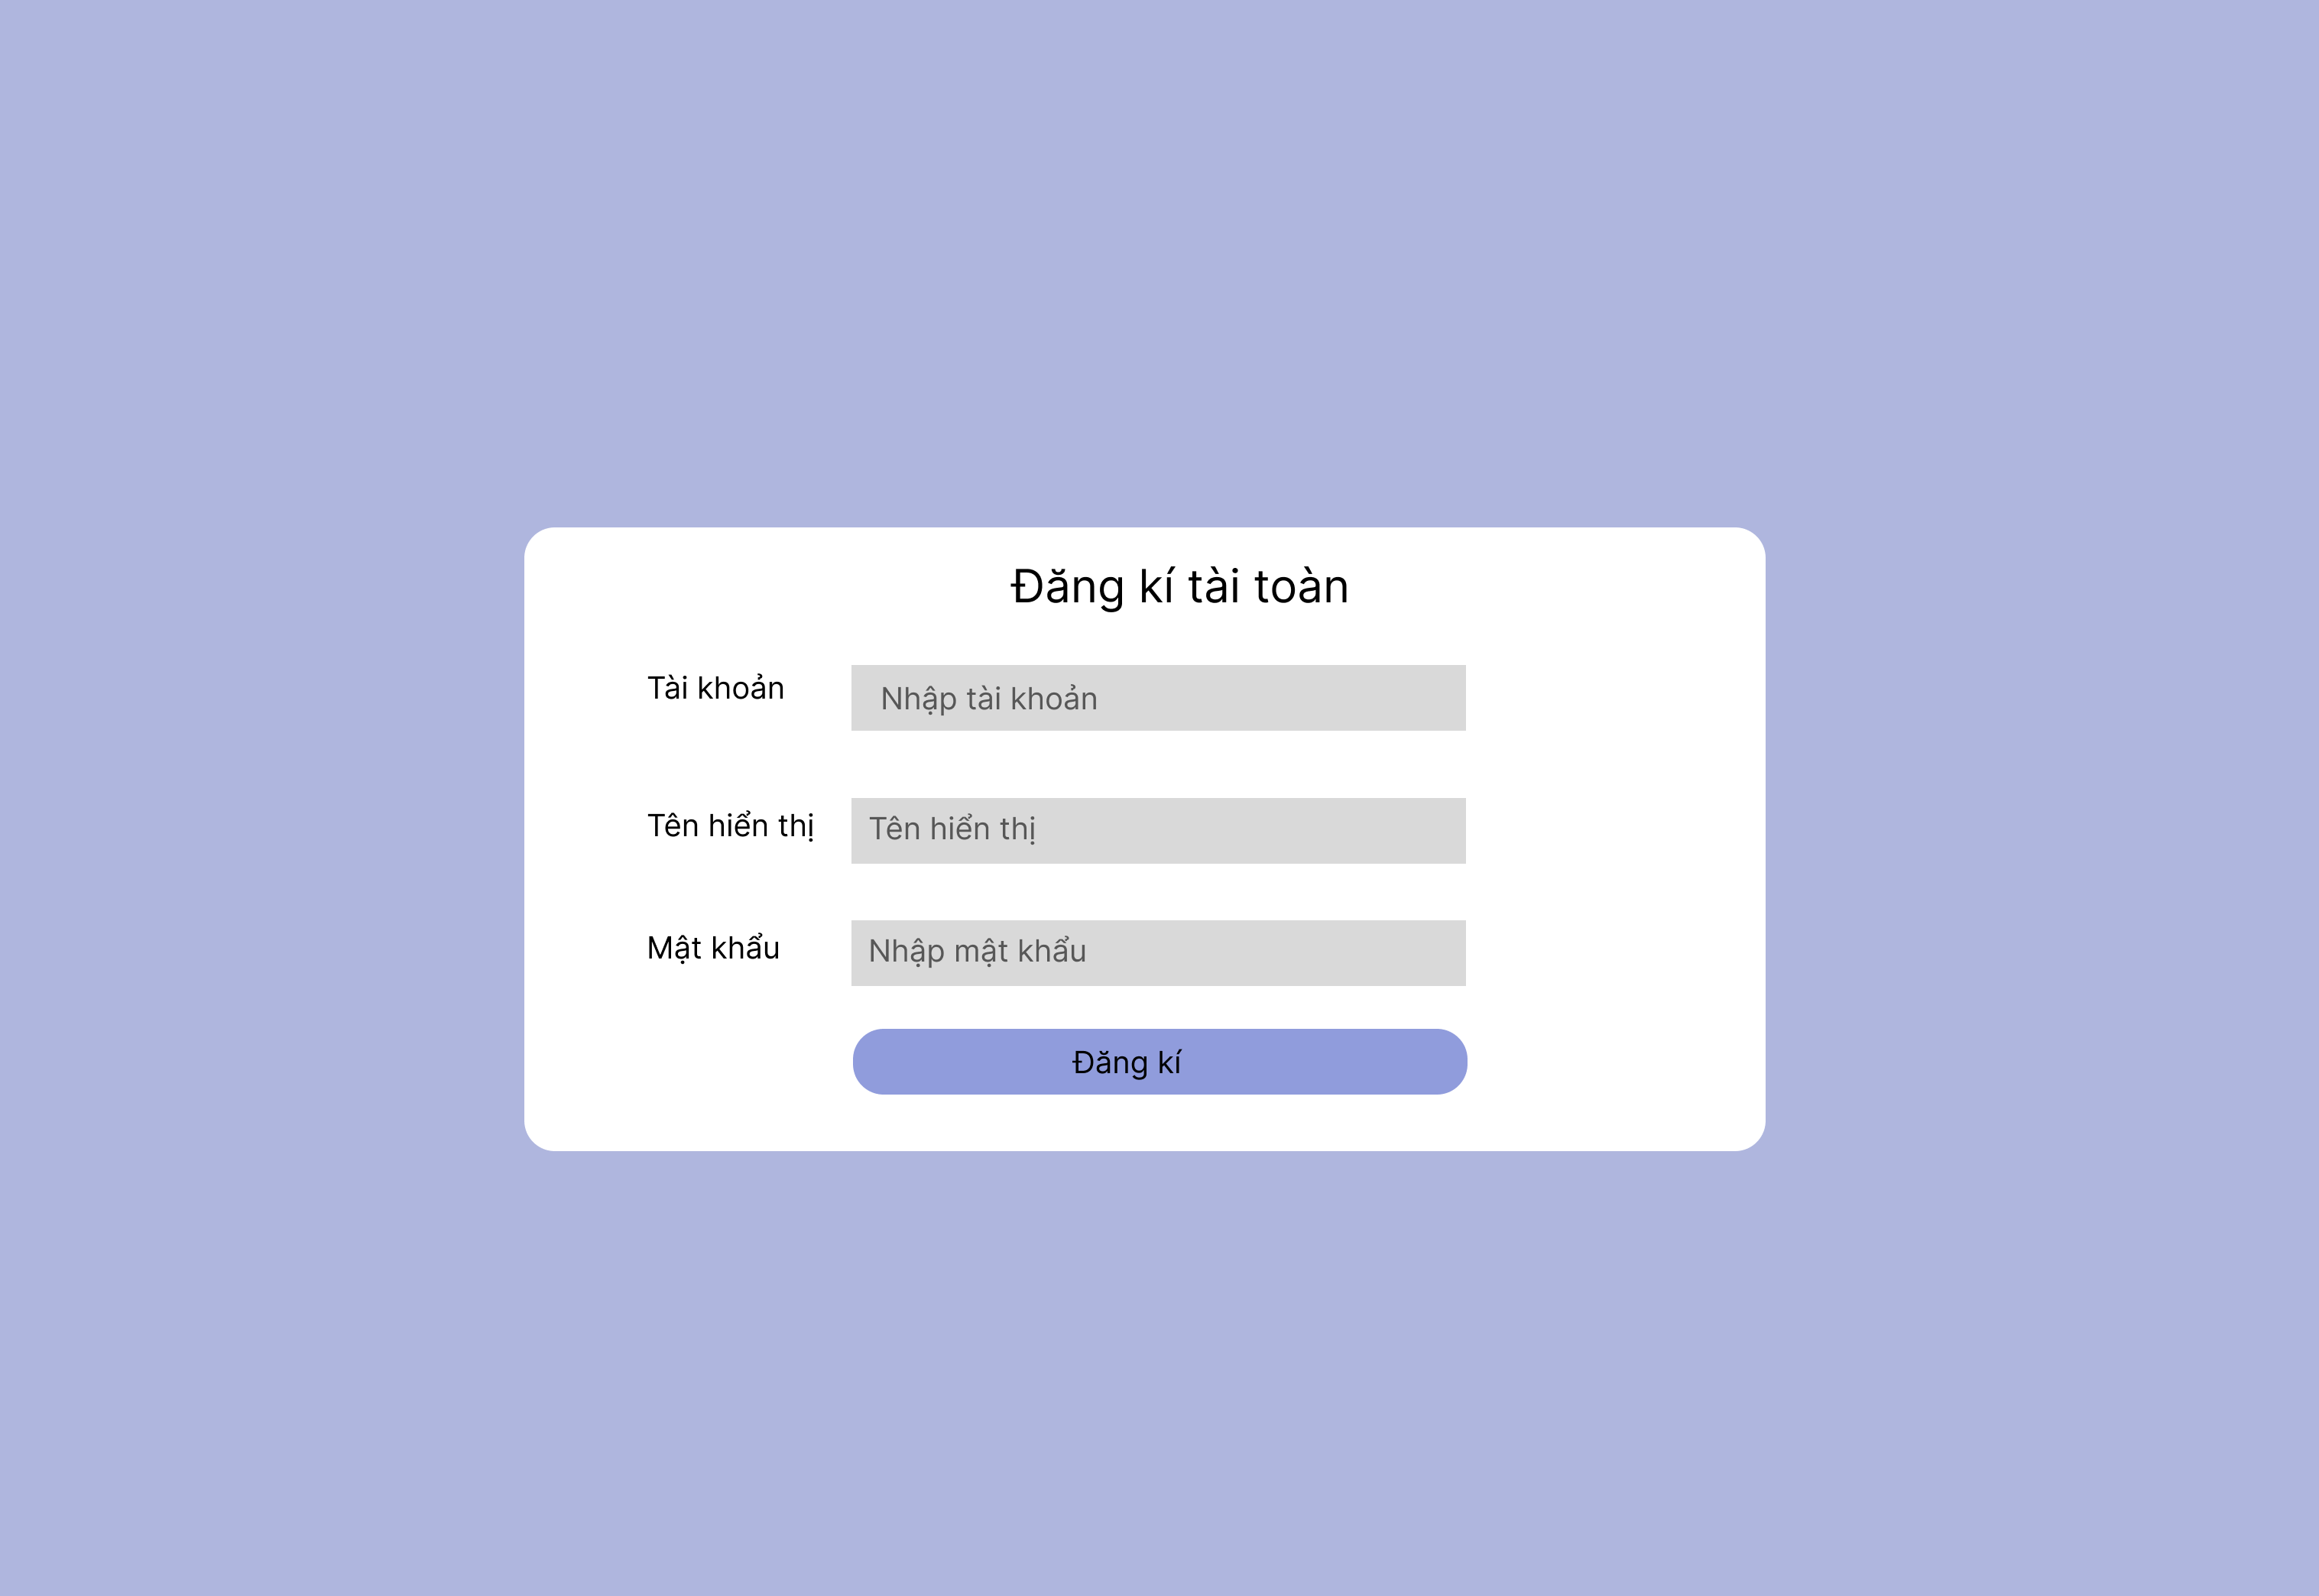 Đăng kí tài toàn
Tài khoản
Nhập tài khoản
Tên hiển thị
Tên hiển thị
Mật khẩu
Nhập mật khẩu
Đăng kí